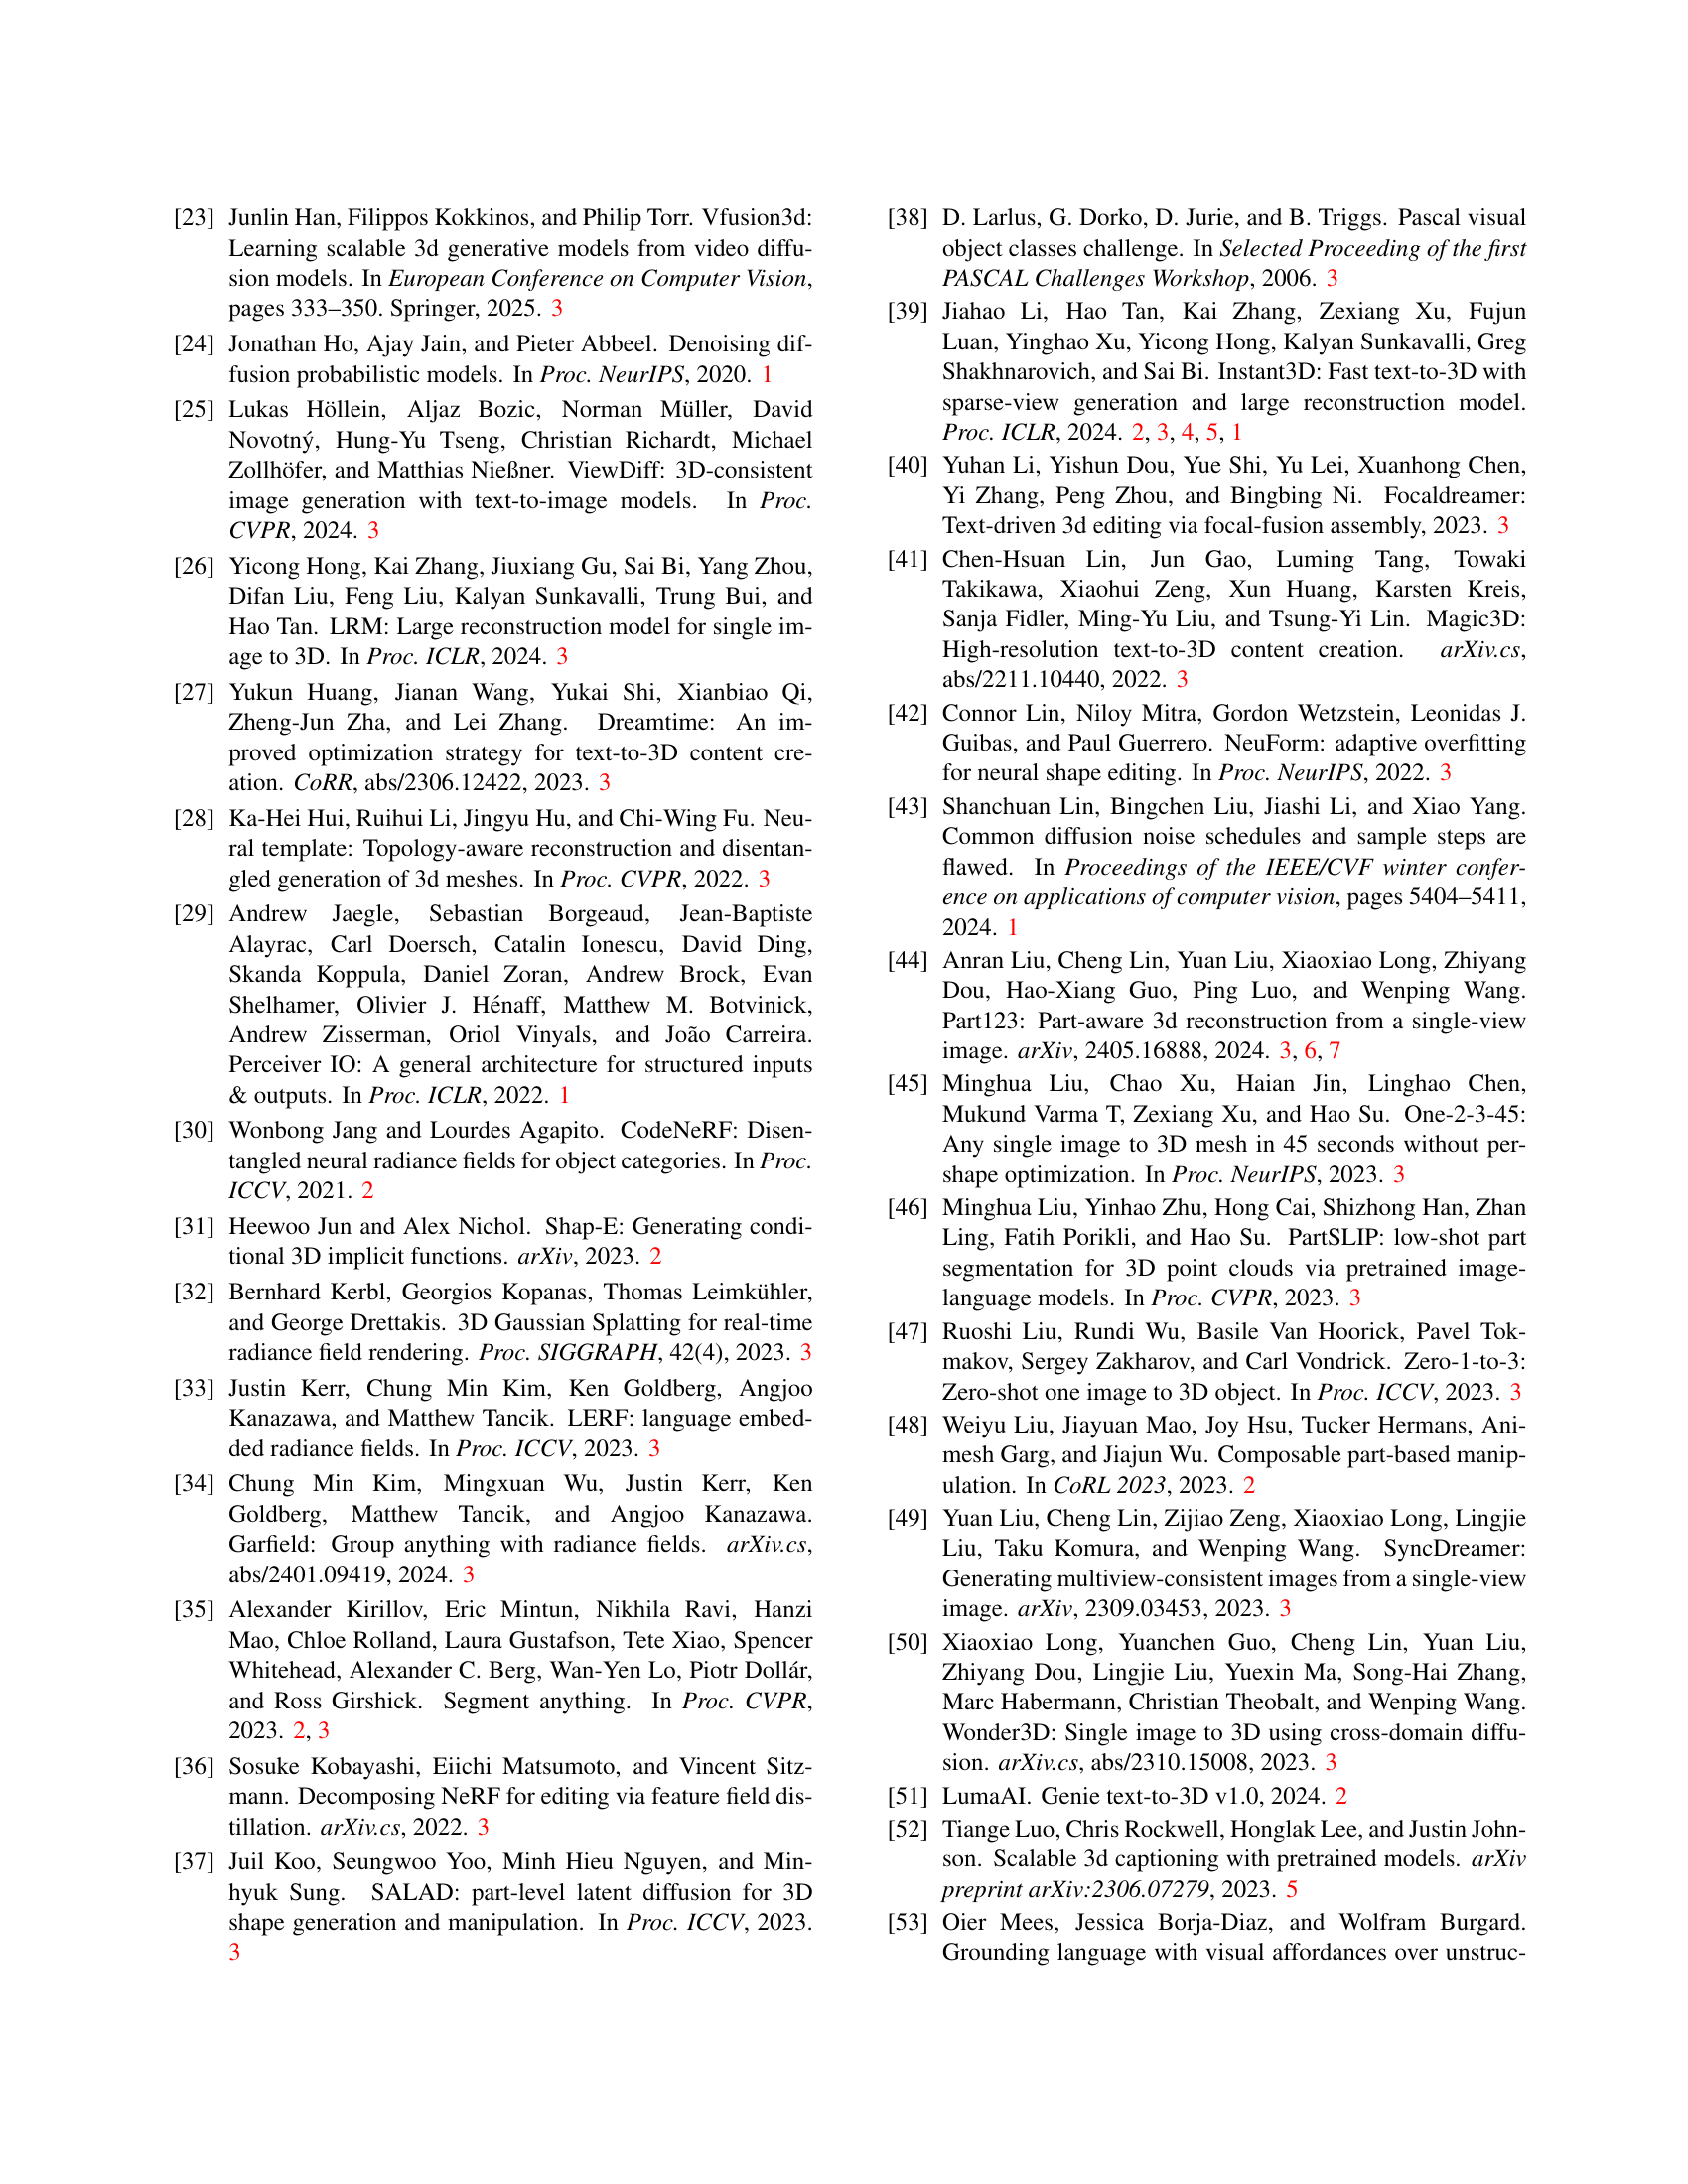 [23] Junlin Han, Filippos Kokkinos, and Philip Torr. Vfusion3d:
Learning scalable 3d generative models from video diffu-
sion models. In European Conference on Computer Vision,
pages 333–350. Springer, 2025. 3
[24] Jonathan Ho, Ajay Jain, and Pieter Abbeel. Denoising dif-
fusion probabilistic models. In Proc. NeurIPS, 2020. 1
[25] Lukas Höllein, Aljaz Bozic, Norman Müller, David
Novotný, Hung-Yu Tseng, Christian Richardt, Michael
Zollhöfer, and Matthias Nießner. ViewDiff: 3D-consistent
image generation with text-to-image models. In Proc.
CVPR, 2024. 3
[26] Yicong Hong, Kai Zhang, Jiuxiang Gu, Sai Bi, Yang Zhou,
Difan Liu, Feng Liu, Kalyan Sunkavalli, Trung Bui, and
Hao Tan. LRM: Large reconstruction model for single im-
age to 3D. In Proc. ICLR, 2024. 3
[27] Yukun Huang, Jianan Wang, Yukai Shi, Xianbiao Qi,
Zheng-Jun Zha, and Lei Zhang. Dreamtime: An im-
proved optimization strategy for text-to-3D content cre-
ation. CoRR, abs/2306.12422, 2023. 3
[28] Ka-Hei Hui, Ruihui Li, Jingyu Hu, and Chi-Wing Fu. Neu-
ral template: Topology-aware reconstruction and disentan-
gled generation of 3d meshes. In Proc. CVPR, 2022. 3
[29] Andrew Jaegle, Sebastian Borgeaud, Jean-Baptiste
Alayrac, Carl Doersch, Catalin Ionescu, David Ding,
Skanda Koppula, Daniel Zoran, Andrew Brock, Evan
Shelhamer, Olivier J. Hénaff, Matthew M. Botvinick,
Andrew Zisserman, Oriol Vinyals, and João Carreira.
Perceiver IO: A general architecture for structured inputs
& outputs. In Proc. ICLR, 2022. 1
[30] Wonbong Jang and Lourdes Agapito. CodeNeRF: Disen-
tangled neural radiance fields for object categories. In Proc.
ICCV, 2021. 2
[31] Heewoo Jun and Alex Nichol. Shap-E: Generating condi-
tional 3D implicit functions. arXiv, 2023. 2
[32] Bernhard Kerbl, Georgios Kopanas, Thomas Leimkühler,
and George Drettakis. 3D Gaussian Splatting for real-time
radiance field rendering. Proc. SIGGRAPH, 42(4), 2023. 3
[33] Justin Kerr, Chung Min Kim, Ken Goldberg, Angjoo
Kanazawa, and Matthew Tancik. LERF: language embed-
ded radiance fields. In Proc. ICCV, 2023. 3
[34] Chung Min Kim, Mingxuan Wu, Justin Kerr, Ken
Goldberg, Matthew Tancik, and Angjoo Kanazawa.
Garfield: Group anything with radiance fields. arXiv.cs,
abs/2401.09419, 2024. 3
[35] Alexander Kirillov, Eric Mintun, Nikhila Ravi, Hanzi
Mao, Chloe Rolland, Laura Gustafson, Tete Xiao, Spencer
Whitehead, Alexander C. Berg, Wan-Yen Lo, Piotr Dollár,
and Ross Girshick. Segment anything. In Proc. CVPR,
2023. 2, 3
[36] Sosuke Kobayashi, Eiichi Matsumoto, and Vincent Sitz-
mann. Decomposing NeRF for editing via feature field dis-
tillation. arXiv.cs, 2022. 3
[37] Juil Koo, Seungwoo Yoo, Minh Hieu Nguyen, and Min-
hyuk Sung. SALAD: part-level latent diffusion for 3D
shape generation and manipulation. In Proc. ICCV, 2023.
3
[38] D. Larlus, G. Dorko, D. Jurie, and B. Triggs. Pascal visual
object classes challenge. In Selected Proceeding of the first
PASCAL Challenges Workshop, 2006. 3
[39] Jiahao Li, Hao Tan, Kai Zhang, Zexiang Xu, Fujun
Luan, Yinghao Xu, Yicong Hong, Kalyan Sunkavalli, Greg
Shakhnarovich, and Sai Bi. Instant3D: Fast text-to-3D with
sparse-view generation and large reconstruction model.
Proc. ICLR, 2024. 2, 3, 4, 5, 1
[40] Yuhan Li, Yishun Dou, Yue Shi, Yu Lei, Xuanhong Chen,
Yi Zhang, Peng Zhou, and Bingbing Ni. Focaldreamer:
Text-driven 3d editing via focal-fusion assembly, 2023. 3
[41] Chen-Hsuan Lin, Jun Gao, Luming Tang, Towaki
Takikawa, Xiaohui Zeng, Xun Huang, Karsten Kreis,
Sanja Fidler, Ming-Yu Liu, and Tsung-Yi Lin. Magic3D:
High-resolution text-to-3D content creation. arXiv.cs,
abs/2211.10440, 2022. 3
[42] Connor Lin, Niloy Mitra, Gordon Wetzstein, Leonidas J.
Guibas, and Paul Guerrero. NeuForm: adaptive overfitting
for neural shape editing. In Proc. NeurIPS, 2022. 3
[43] Shanchuan Lin, Bingchen Liu, Jiashi Li, and Xiao Yang.
Common diffusion noise schedules and sample steps are
flawed. In Proceedings of the IEEE/CVF winter confer-
ence on applications of computer vision, pages 5404–5411,
2024. 1
[44] Anran Liu, Cheng Lin, Yuan Liu, Xiaoxiao Long, Zhiyang
Dou, Hao-Xiang Guo, Ping Luo, and Wenping Wang.
Part123: Part-aware 3d reconstruction from a single-view
image. arXiv, 2405.16888, 2024. 3, 6, 7
[45] Minghua Liu, Chao Xu, Haian Jin, Linghao Chen,
Mukund Varma T, Zexiang Xu, and Hao Su. One-2-3-45:
Any single image to 3D mesh in 45 seconds without per-
shape optimization. In Proc. NeurIPS, 2023. 3
[46] Minghua Liu, Yinhao Zhu, Hong Cai, Shizhong Han, Zhan
Ling, Fatih Porikli, and Hao Su. PartSLIP: low-shot part
segmentation for 3D point clouds via pretrained image-
language models. In Proc. CVPR, 2023. 3
[47] Ruoshi Liu, Rundi Wu, Basile Van Hoorick, Pavel Tok-
makov, Sergey Zakharov, and Carl Vondrick. Zero-1-to-3:
Zero-shot one image to 3D object. In Proc. ICCV, 2023. 3
[48] Weiyu Liu, Jiayuan Mao, Joy Hsu, Tucker Hermans, Ani-
mesh Garg, and Jiajun Wu. Composable part-based manip-
ulation. In CoRL 2023, 2023. 2
[49] Yuan Liu, Cheng Lin, Zijiao Zeng, Xiaoxiao Long, Lingjie
Liu, Taku Komura, and Wenping Wang. SyncDreamer:
Generating multiview-consistent images from a single-view
image. arXiv, 2309.03453, 2023. 3
[50] Xiaoxiao Long, Yuanchen Guo, Cheng Lin, Yuan Liu,
Zhiyang Dou, Lingjie Liu, Yuexin Ma, Song-Hai Zhang,
Marc Habermann, Christian Theobalt, and Wenping Wang.
Wonder3D: Single image to 3D using cross-domain diffu-
sion. arXiv.cs, abs/2310.15008, 2023. 3
[51] LumaAI. Genie text-to-3D v1.0, 2024. 2
[52] Tiange Luo, Chris Rockwell, Honglak Lee, and Justin John-
son. Scalable 3d captioning with pretrained models. arXiv
preprint arXiv:2306.07279, 2023. 5
[53] Oier Mees, Jessica Borja-Diaz, and Wolfram Burgard.
Grounding language with visual affordances over unstruc-